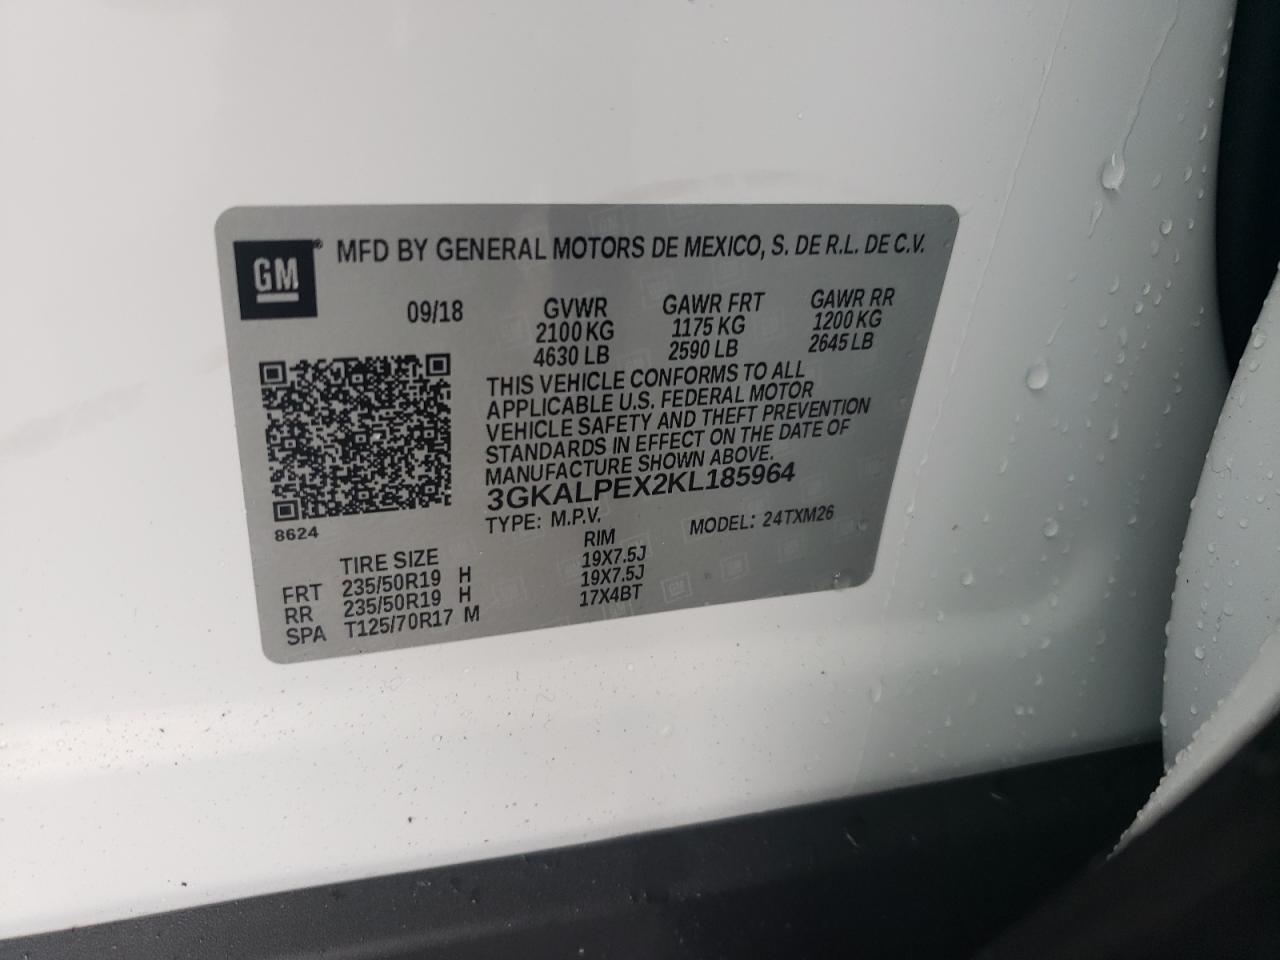 GM® MFD BY GENERAL MOTORS DE MEXICO, S. DE R.L. DE C.V.
09/18 GVWR GAWR FRT GAWR RR
2100 KG 1175 KG 1200 KG
4630 LB 2590 LB 2645 LB
THIS VEHICLE CONFORMS TO ALL
APPLICABLE U.S. FEDERAL MOTOR
VEHICLE SAFETY AND THEFT PREVENTION
STANDARDS IN EFFECT ON THE DATE OF
MANUFACTURE SHOWN ABOVE.
3GKALPEX2KL185964
8624
TYPE: M.P.V. MODEL: 24TXM26
TIRE SIZE RIM
FRT 235/50R19 H 19X7.5J
RR 235/50R19 H 19X7.5J
SPA T125/70R17 M 17X4BT